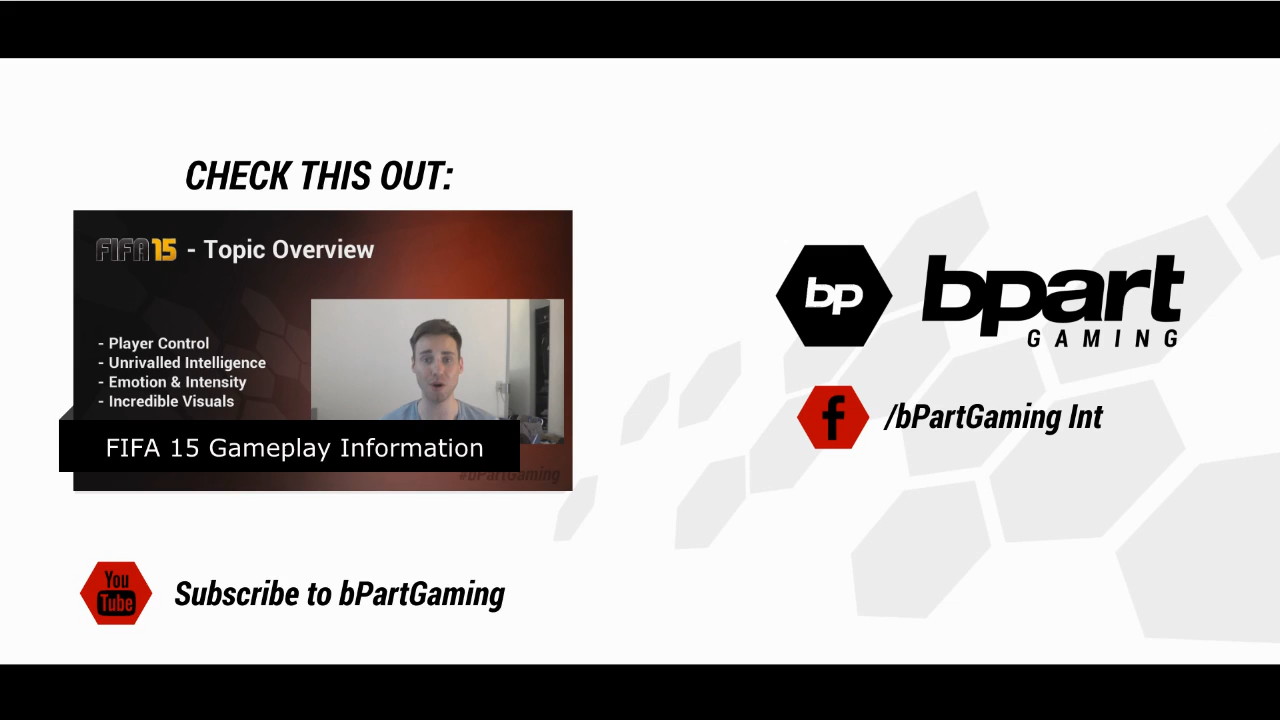 CHECK THIS OUT:
FIFA 15 - Topic Overview
- Player Control
- Unrivalled Intelligence
- Emotion & Intensity
- Incredible Visuals
FIFA 15 Gameplay Information
#bPartGaming
You
Tube
Subscribe to bPartGaming
bp
bpart
GAMING
f
/bPartGaming Int